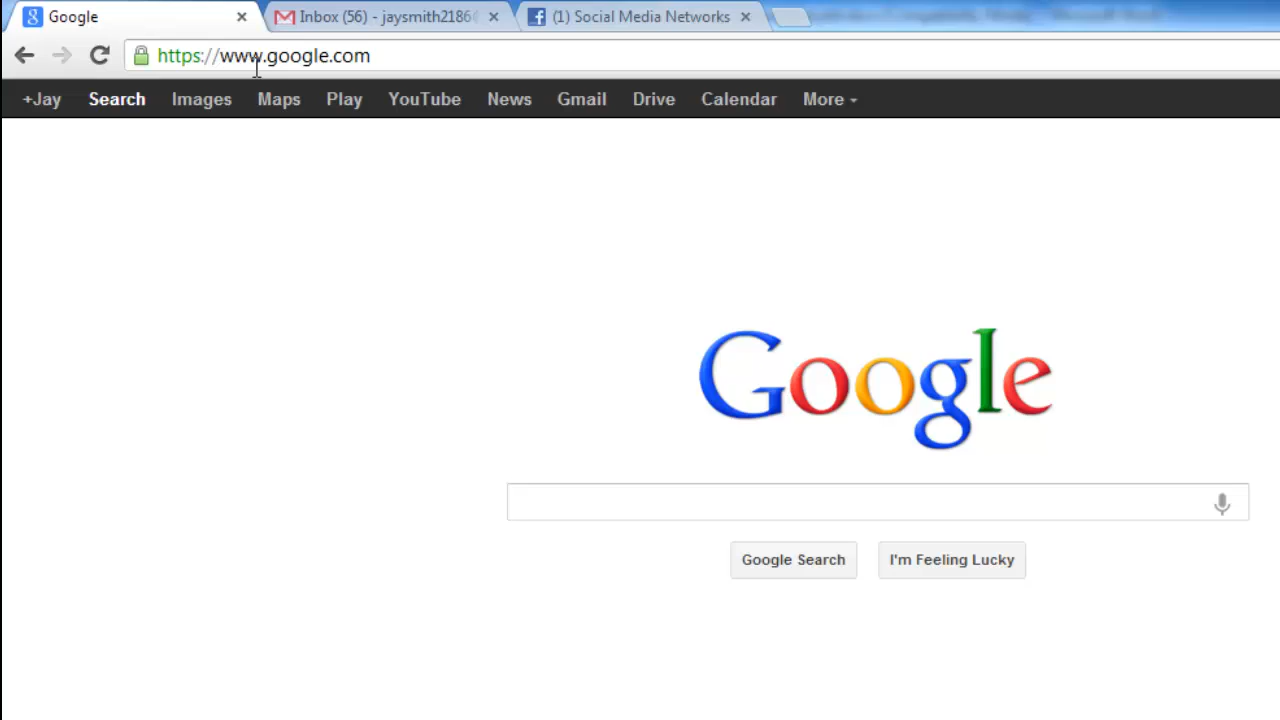 Google
Inbox (56) - jaysmith2186
(1) Social Media Networks
https://www.google.com
+Jay Search Images Maps Play YouTube News Gmail Drive Calendar More
Google
Google Search I'm Feeling Lucky